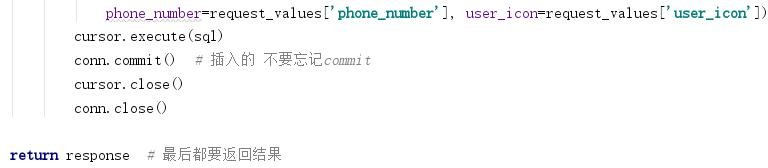 phone_number=request_values['phone_number'], user_icon=request_values['user_icon'])
cursor.execute(sql)
conn.commit()  # 插入的 不要忘记commit
cursor.close()
conn.close()
return response  # 最后都要返回结果